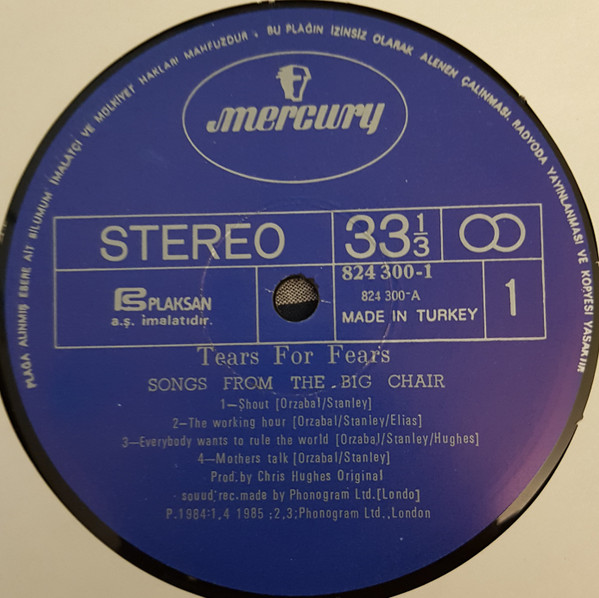 PLAĞA ALINMIŞ ESERE AİT BİLUMUM İMALATÇI VE MÜLKİYET HAKLARI MAHFUZDUR. BU PLAĞIN İZİNSİZ OLARAK ALENEN ÇALINMASI, RADYODA YAYINLANMASI VE KOPYESİ YASAKTIR
mercury
STEREO
33 1/3
PLAKSAN
a.ş. imalatıdır.
824 300-1
824 300-A
MADE IN TURKEY
1
Tears For Fears
SONGS FROM THE BIG CHAIR
1—Shout [Orzabal/Stanley]
2—The working hour [Orzabal/Stanley/Elias]
3—Everybody wants to rule the world [Orzabal/Stanley/Hughes]
4—Mothers talk [Orzabal/Stanley]
Prod.by Chris Hughes Original
souud rec.made by Phonogram Ltd.[Londo]
P.1984:1,4 1985 :2,3;Phonogram Ltd., London